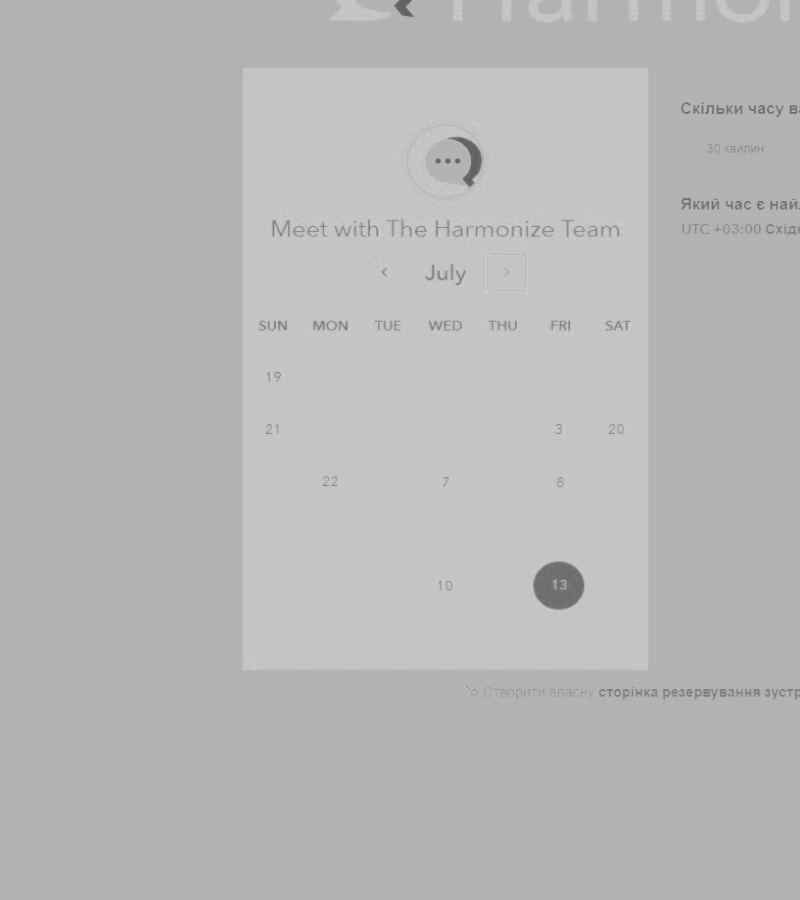 Harmon
Скільки часу ва
30 хвилин
Meet with The Harmonize Team
Який час є най
UTC +03:00 Східн
July
SUN MON TUE WED THU FRI SAT
19
21 3 20
22 7 8
10 13
Створити власну сторінка резервування зустр